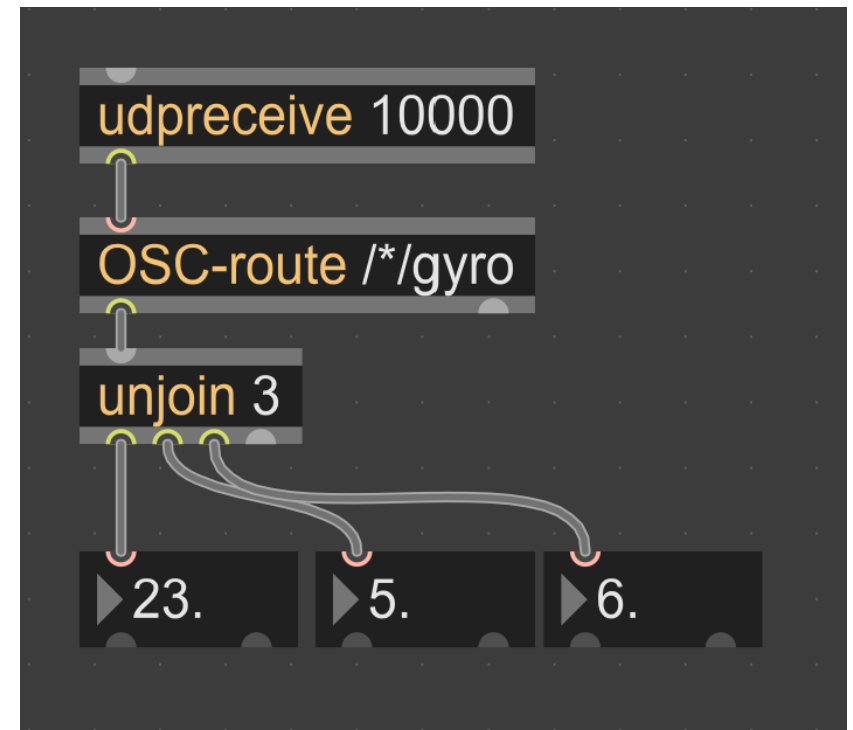 udpreceive 10000
OSC-route /*/gyro
unjoin 3
23. 5. 6.